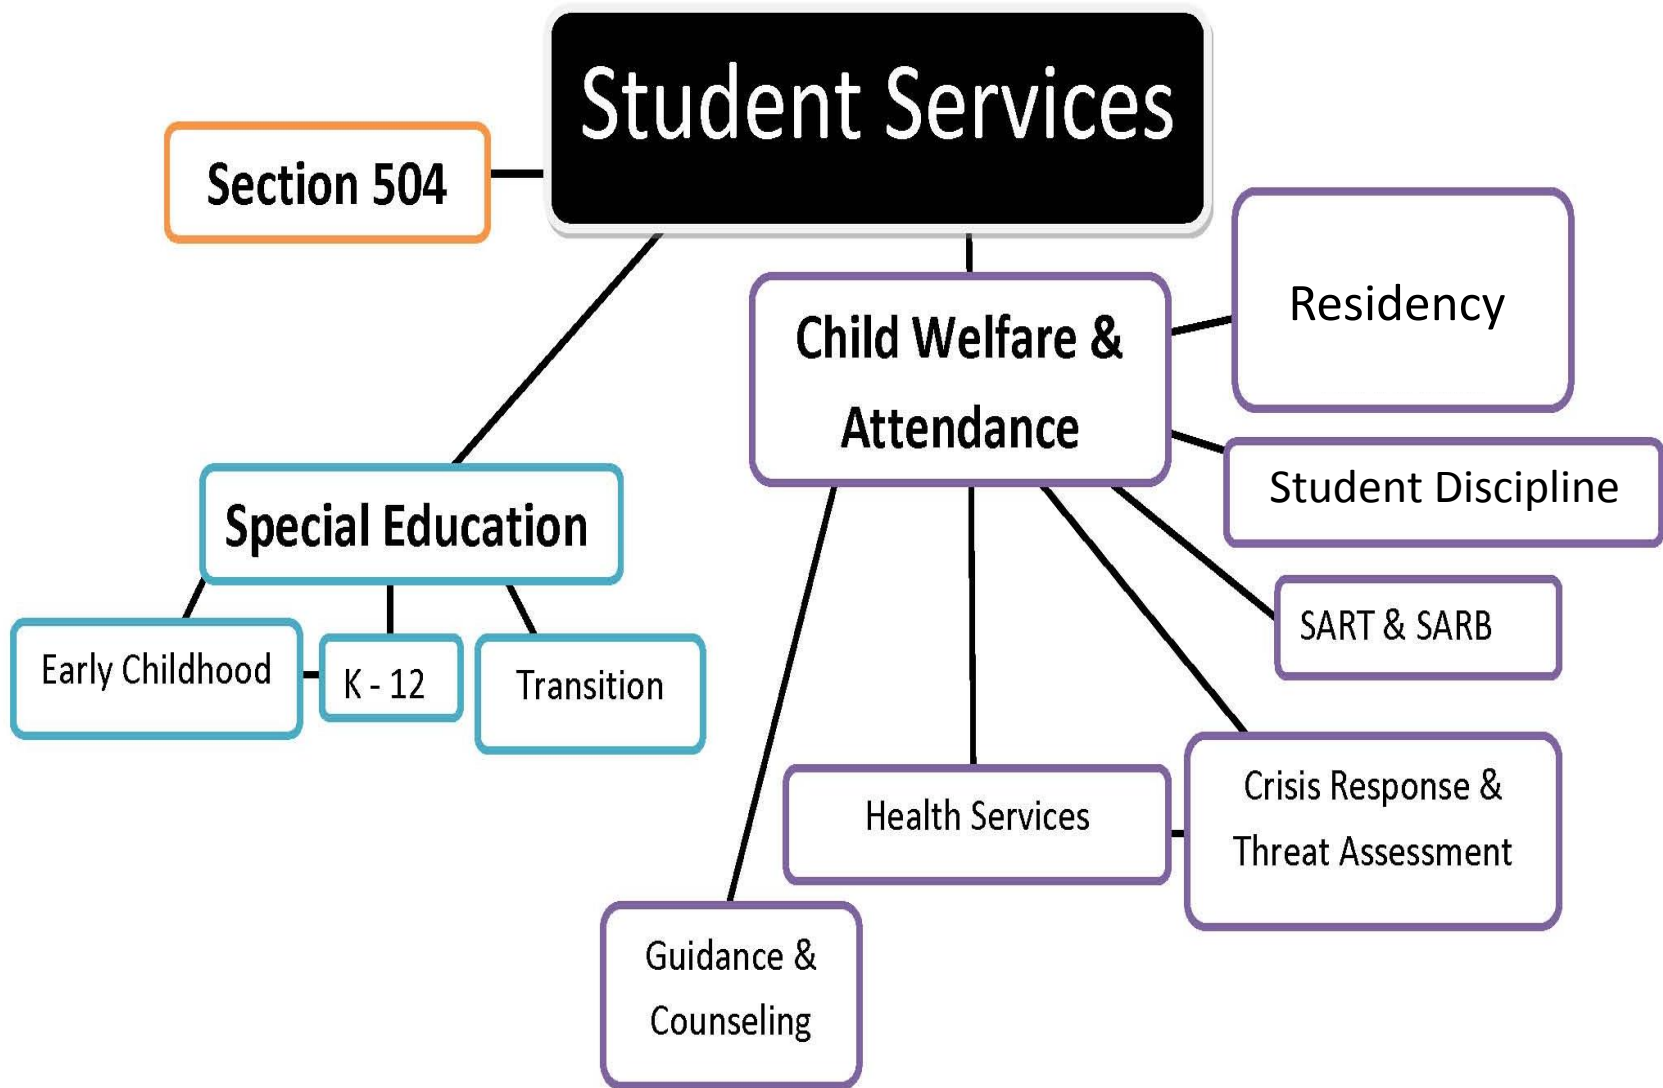 Student Services
Section 504
Residency
Child Welfare &
Attendance
Student Discipline
Special Education
SART & SARB
Early Childhood
K - 12
Transition
Health Services
Crisis Response &
Threat Assessment
Guidance &
Counseling